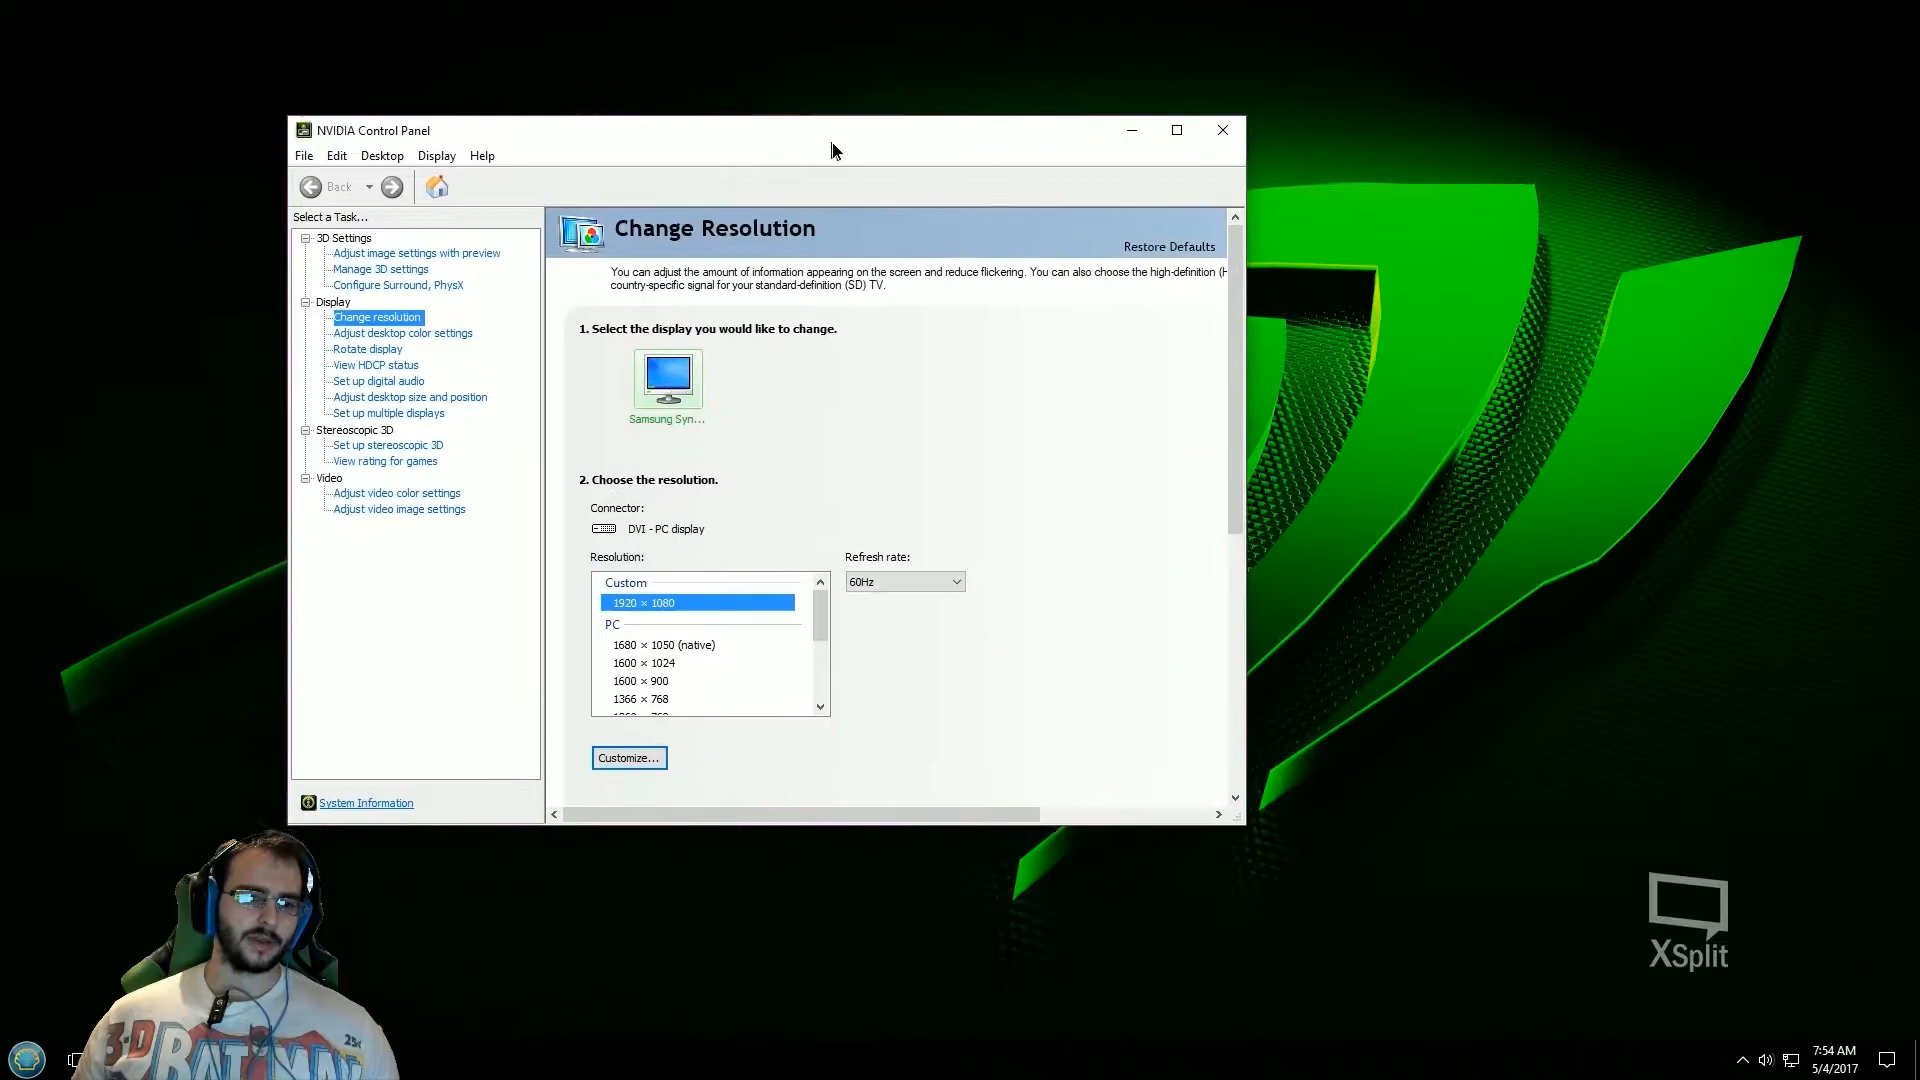 NVIDIA Control Panel
File Edit Desktop Display Help
Back
Select a Task...
3D Settings
Adjust image settings with preview
Manage 3D settings
Configure Surround, PhysX
Display
Change resolution
Adjust desktop color settings
Rotate display
View HDCP status
Set up digital audio
Adjust desktop size and position
Set up multiple displays
Stereoscopic 3D
Set up stereoscopic 3D
View rating for games
Video
Adjust video color settings
Adjust video image settings
System Information
Change Resolution
Restore Defaults
You can adjust the amount of information appearing on the screen and reduce flickering. You can also choose the high-definition (H
country-specific signal for your standard-definition (SD) TV.
1. Select the display you would like to change.
Samsung Syn...
2. Choose the resolution.
Connector:
DVI - PC display
Resolution:
Refresh rate:
Custom
60Hz
1920 × 1080
PC
1680 × 1050 (native)
1600 × 1024
1600 × 900
1366 × 768
Customize...
XSplit
3-D
25¢
BATMAN
7:54 AM
5/4/2017